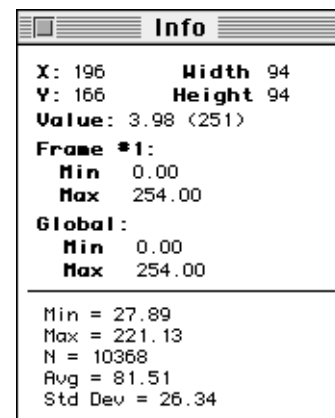 Info
X: 196 Width 94
Y: 166 Height 94
Value: 3.98 (251)
Frame #1:
Min 0.00
Max 254.00
Global:
Min 0.00
Max 254.00
Min = 27.89
Max = 221.13
N = 10368
Avg = 81.51
Std Dev = 26.34